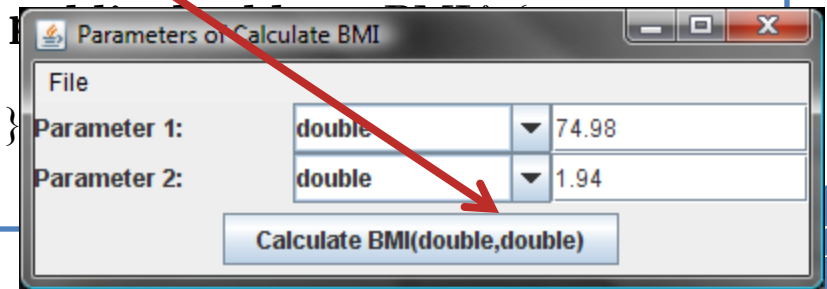 Parameters of Calculate BMI
File
}
Parameter 1: double 74.98
Parameter 2: double 1.94
Calculate BMI(double,double)